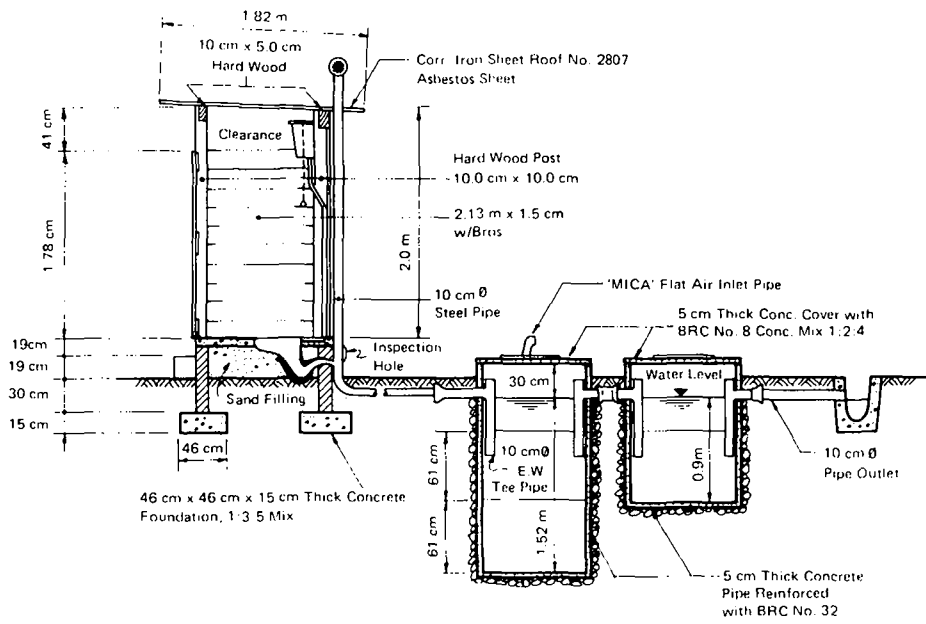 1.82 m
10 cm x 5.0 cm
Hard Wood
Corr. Iron Sheet Roof No. 2807
Asbestos Sheet
41 cm
Clearance
Hard Wood Post
10.0 cm x 10.0 cm
2.13 m x 1.5 cm
w/Bros
1.78 cm
2.0 m
10 cm Ø
Steel Pipe
'MICA' Flat Air Inlet Pipe
5 cm Thick Conc. Cover with
BRC No. 8 Conc. Mix 1:2:4
19cm
19 cm
30 cm
15 cm
Inspection
Hole
Sand Filling
30 cm
Water Level
46 cm
10 cm Ø
E.W
Tee Pipe
61 cm
61 cm
1.52 m
0.9m
10 cm Ø
Pipe Outlet
46 cm x 46 cm x 15 cm Thick Concrete
Foundation, 1:3.5 Mix
5 cm Thick Concrete
Pipe Reinforced
with BRC No. 32